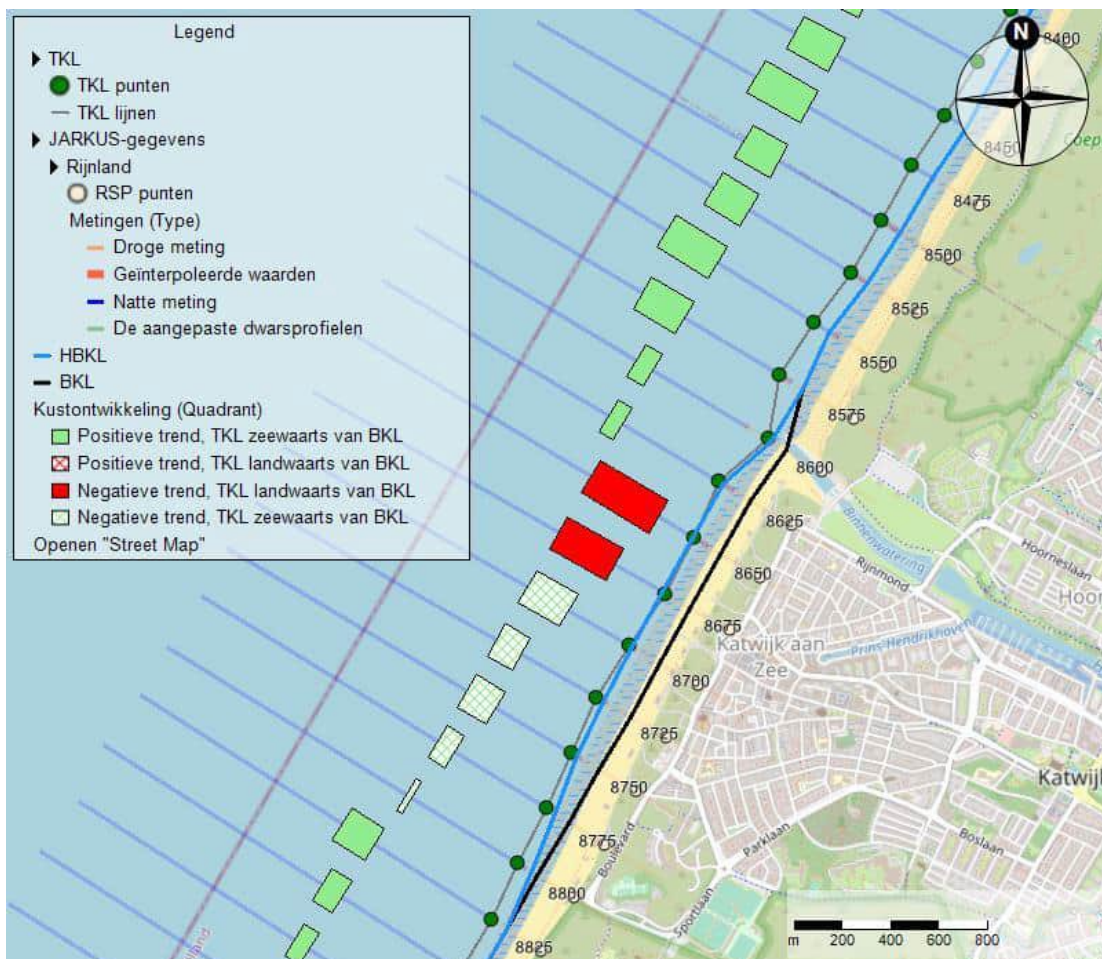 Legend
TKL
TKL punten
TKL lijnen
JARKUS-gegevens
Rijnland
RSP punten
Metingen (Type)
Droge meting
Geïnterpoleerde waarden
Natte meting
De aangepaste dwarsprofielen
HBKL
BKL
Kustontwikkeling (Quadrant)
Positieve trend, TKL zeewaarts van BKL
Positieve trend, TKL landwaarts van BKL
Negatieve trend, TKL landwaarts van BKL
Negatieve trend, TKL zeewaarts van BKL
Openen "Street Map"
N
8400
8450
8475
8500
8525
8550
8575
8600
8625
8650
8675
8700
8725
8750
8775
8800
8825
Binnenwatering
Hoorneslaan
Rijnmond
Prins Hendrikhaven
Katwijk aan
Zee
Katwijk
Boslaan
Parklaan
Boulevard
Sportlaan
m 200 400 600 800